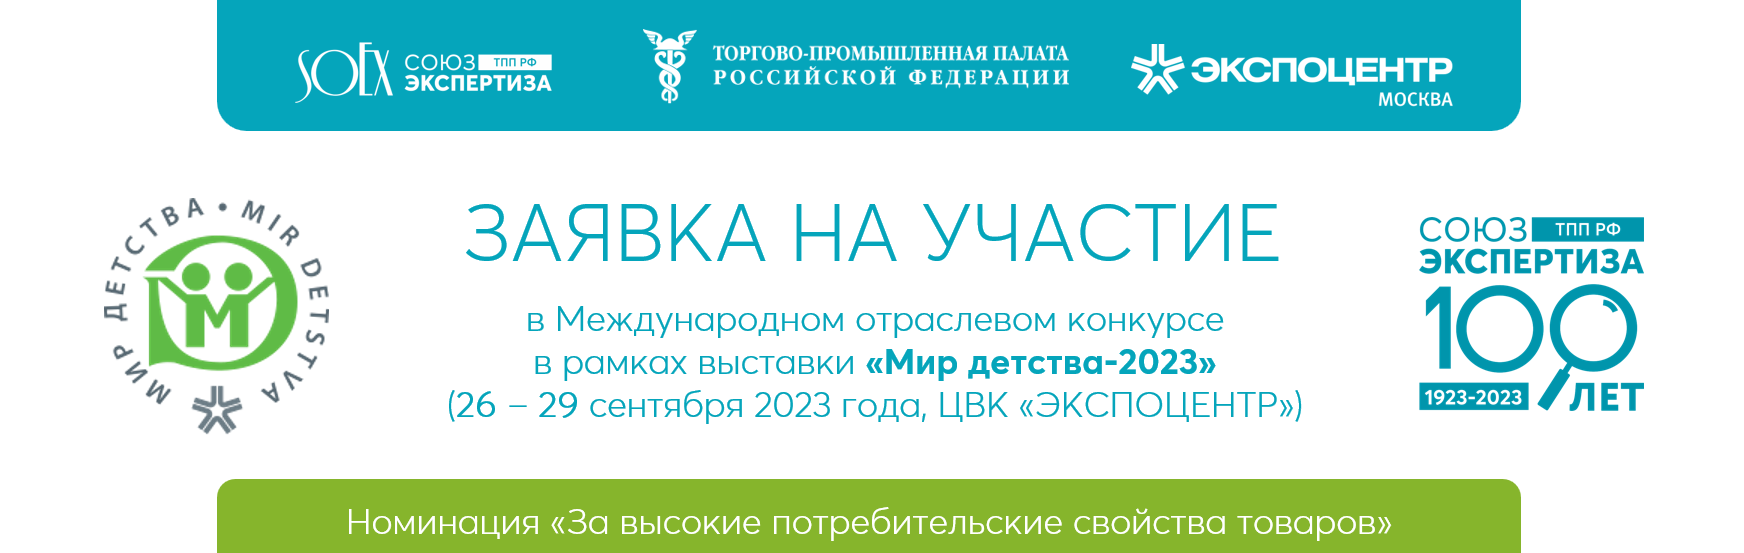 SOEX СОЮЗ ТПП РФ
ЭКСПЕРТИЗА
ТОРГОВО-ПРОМЫШЛЕННАЯ ПАЛАТА
РОССИЙСКОЙ ФЕДЕРАЦИИ
ЭКСПОЦЕНТР
МОСКВА
МИР ДЕТСТВА • MIR DETSTVA
М
ЗАЯВКА НА УЧАСТИЕ
в Международном отраслевом конкурсе
в рамках выставки «Мир детства-2023»
(26 – 29 сентября 2023 года, ЦВК «ЭКСПОЦЕНТР»)
СОЮЗ ТПП РФ
ЭКСПЕРТИЗА
100
1923-2023 ЛЕТ
Номинация «За высокие потребительские свойства товаров»